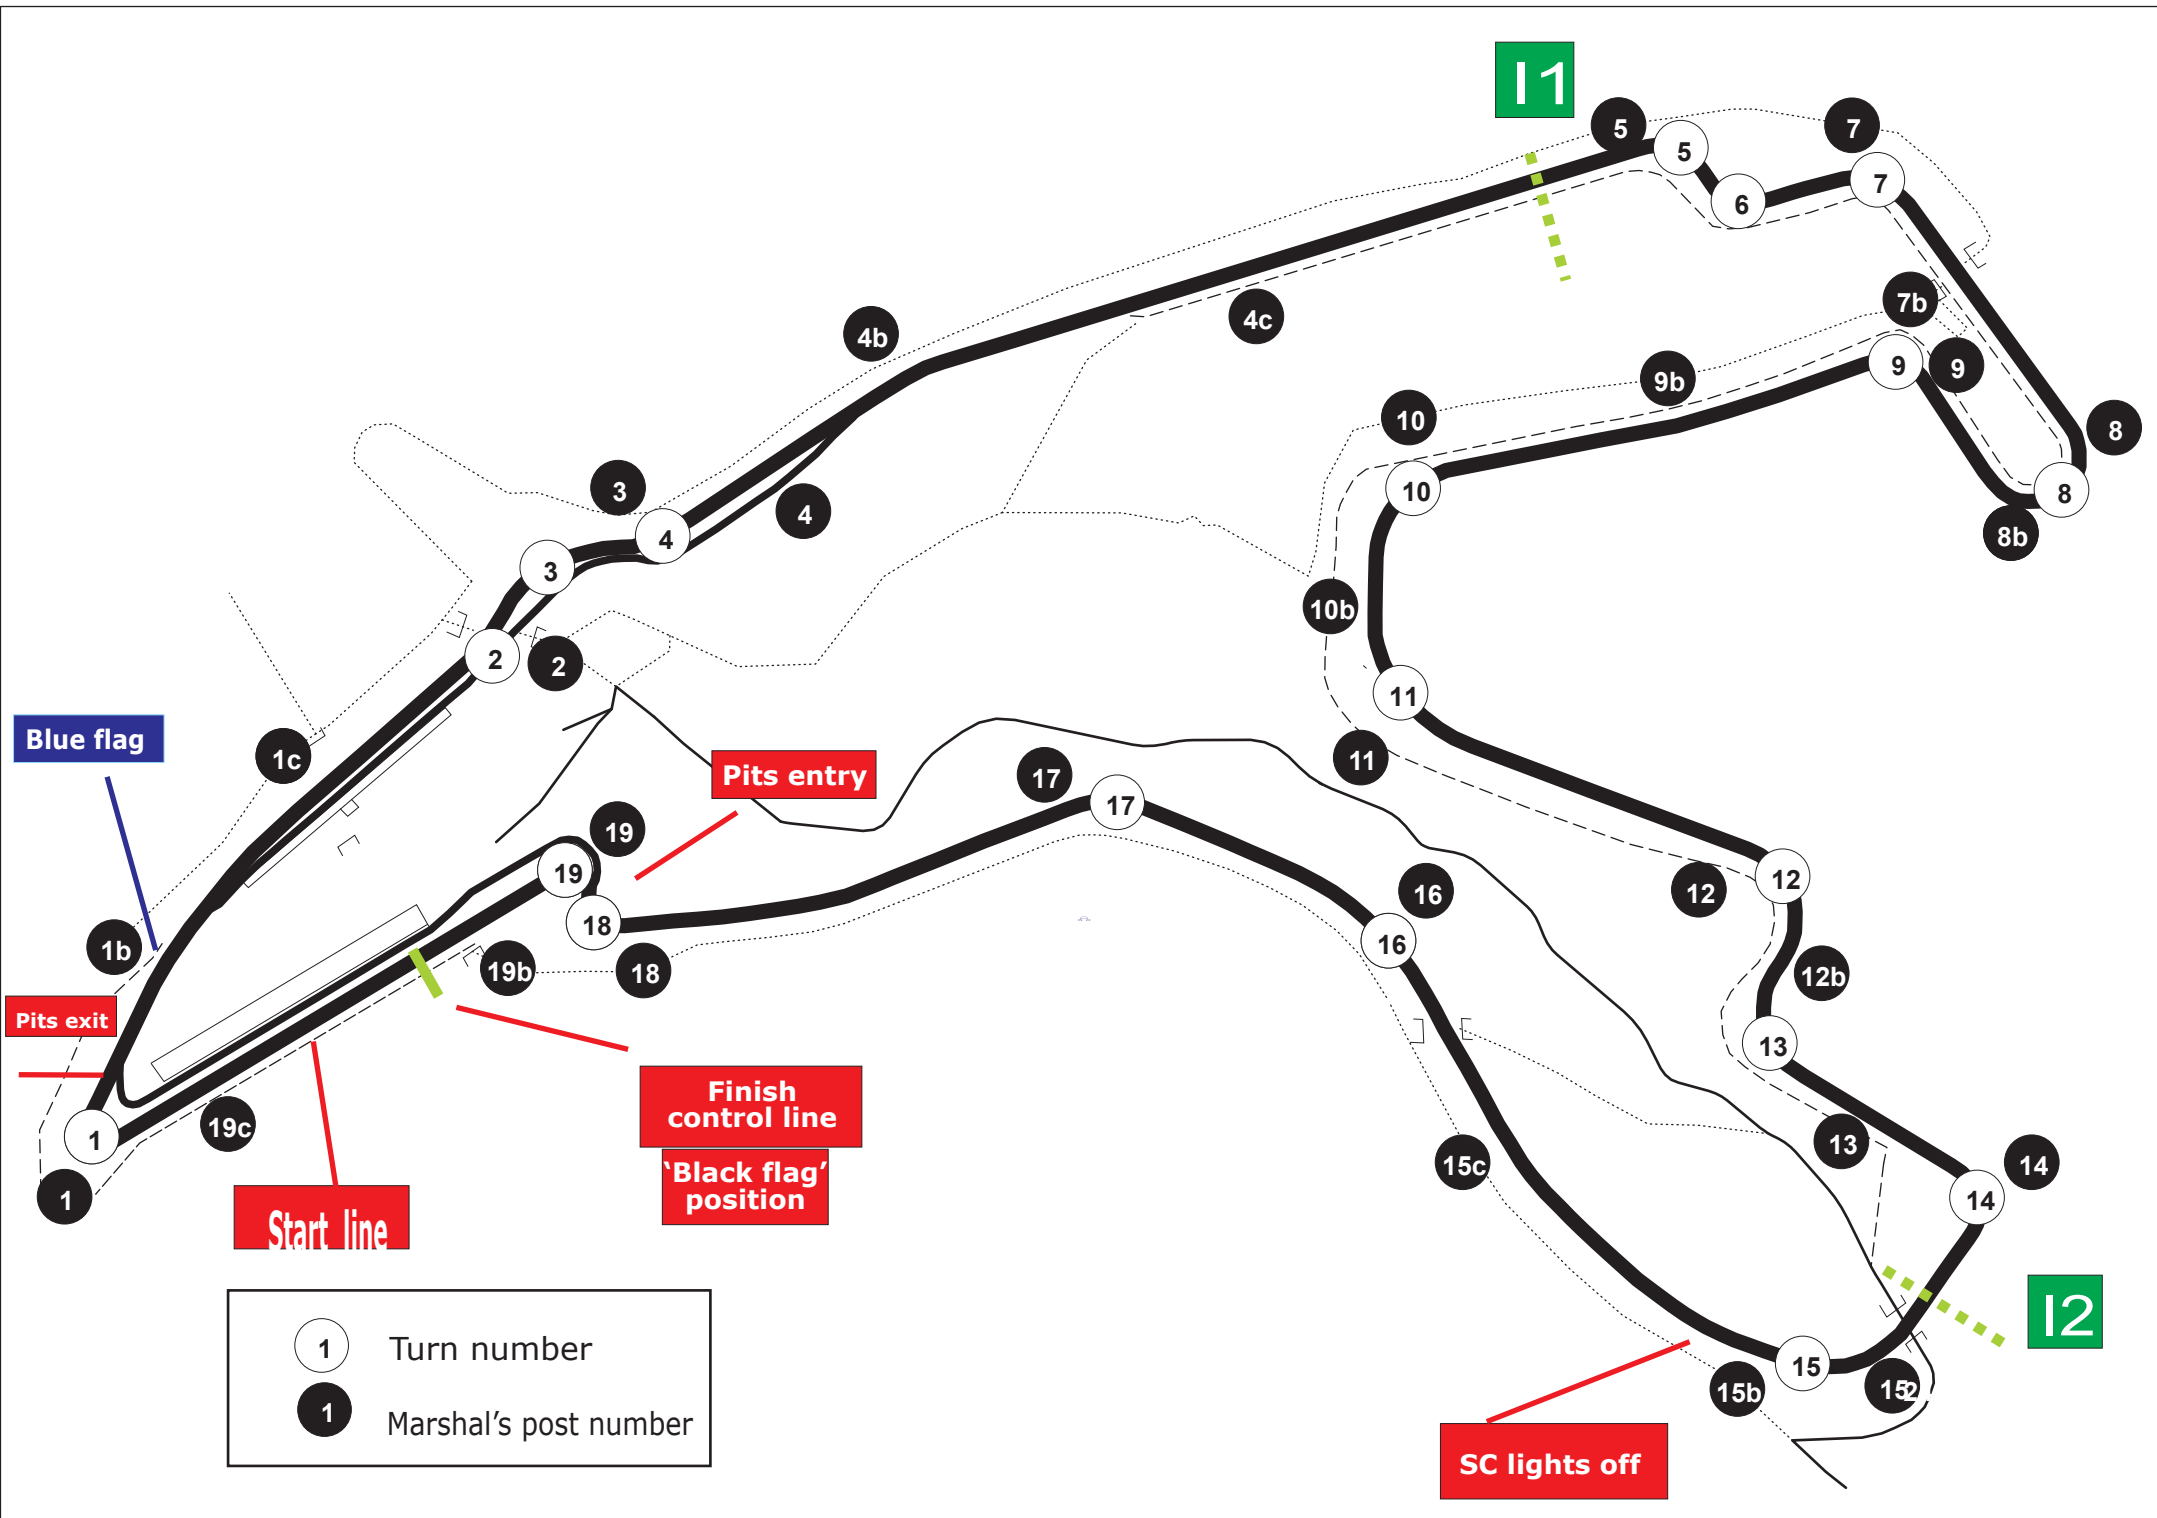 I1
5
7
5
7
6
7b
4c
4b
9b
9
9
10
8
3
10
8
4
4
8b
3
10b
2
2
11
Blue flag
1c
11
Pits entry
17
17
19
19
12
12
16
18
16
1b
19b
18
12b
Pits exit
13
Finish
control line
19c
1
13
14
15c
'Black flag'
position
1
14
Start line
I2
1
Turn number
15
15b
15
2
1
Marshal's post number
SC lights off